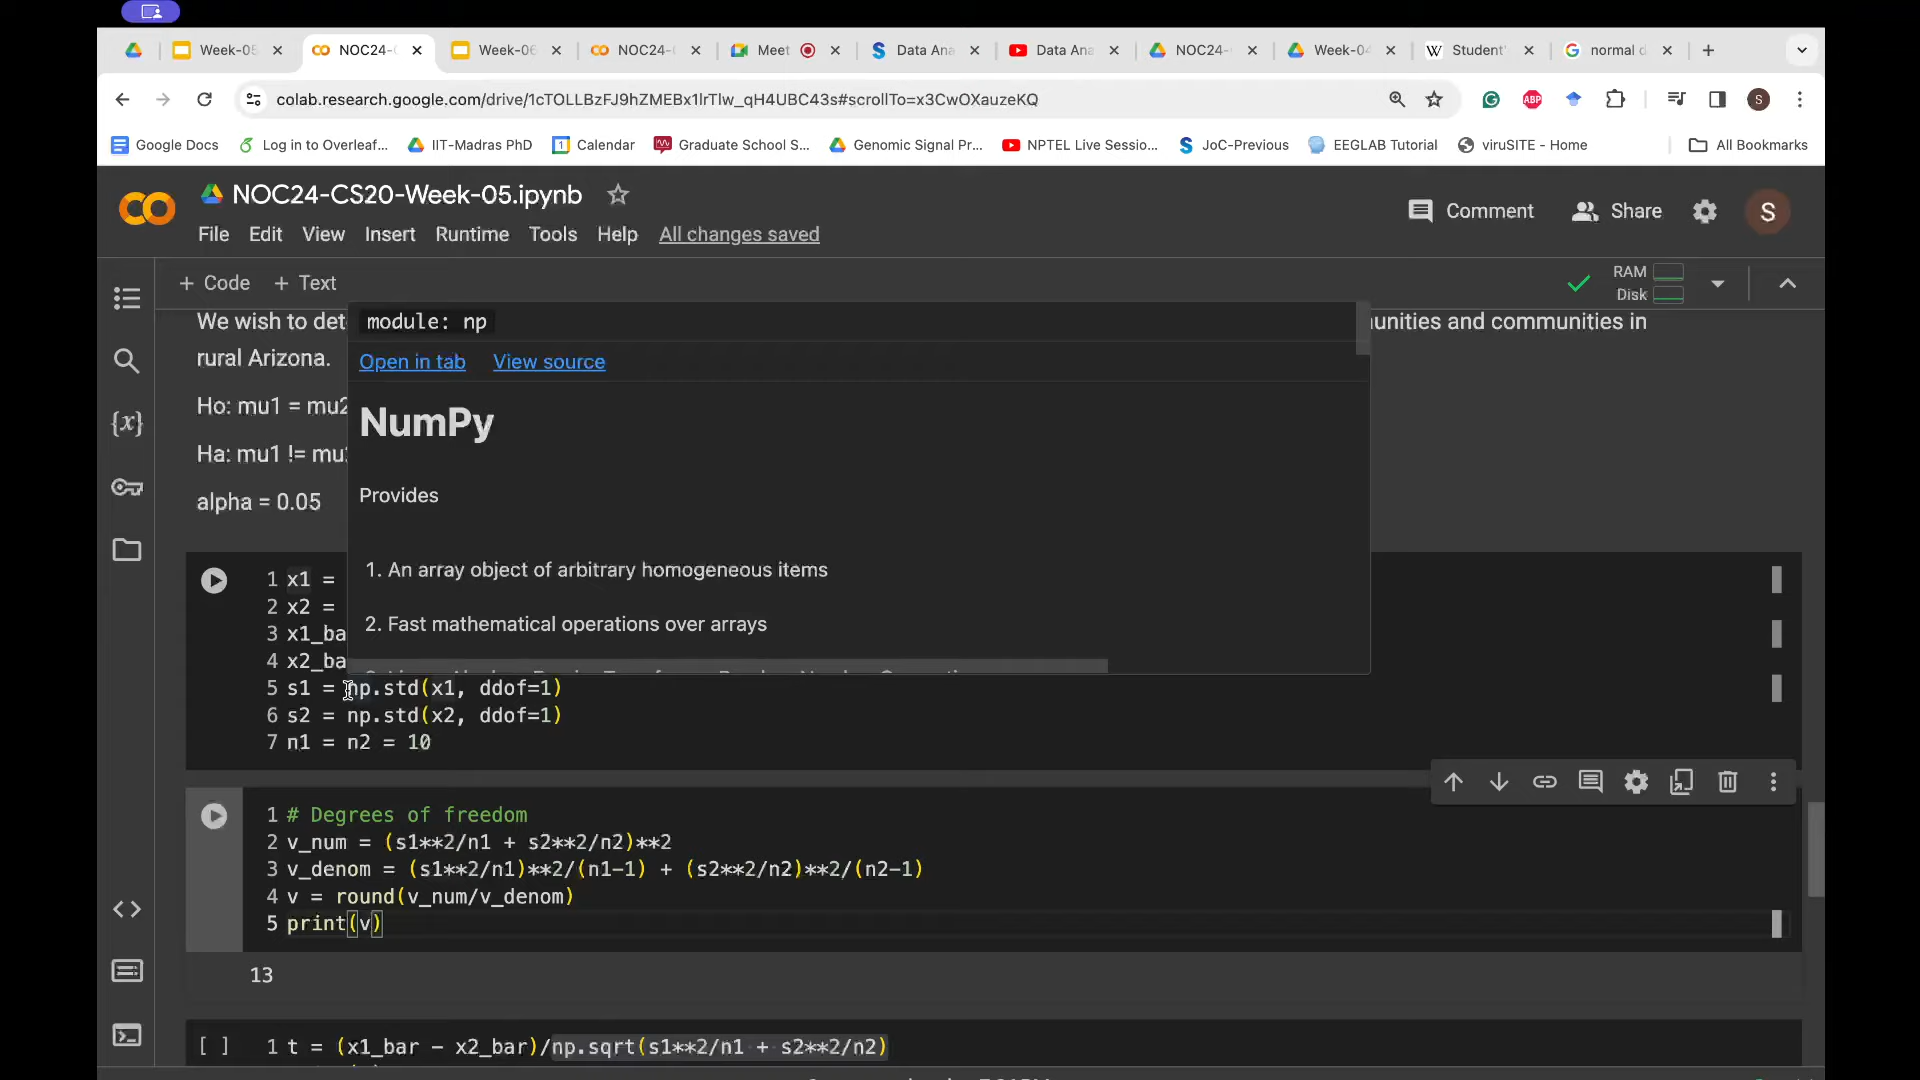 Week-05
NOC24-
Week-06
NOC24-
Meet
Data Ana
Data Ana
NOC24-
Week-04
Student'
normal d
colab.research.google.com/drive/1cTOLLBzFJ9hZMEBx1lrTlw_qH4UBC43s#scrollTo=x3CwOXauzeKQ
ABP
S
Google Docs
Log in to Overleaf...
IIT-Madras PhD
Calendar
Graduate School S...
Genomic Signal Pr...
NPTEL Live Sessio...
JoC-Previous
EEGLAB Tutorial
viruSITE - Home
All Bookmarks
NOC24-CS20-Week-05.ipynb
Comment
Share
S
File Edit View Insert Runtime Tools Help All changes saved
+ Code + Text
RAM
Disk
We wish to det
unities and communities in
rural Arizona.
Ho: mu1 = mu2
Ha: mu1 != mu
alpha = 0.05
module: np
Open in tab View source
NumPy
Provides
1. An array object of arbitrary homogeneous items
2. Fast mathematical operations over arrays
1 x1 =
2 x2 =
3 x1_ba
4 x2_ba
5 s1 = np.std(x1, ddof=1)
6 s2 = np.std(x2, ddof=1)
7 n1 = n2 = 10
1 # Degrees of freedom
2 v_num = (s1**2/n1 + s2**2/n2)**2
3 v_denom = (s1**2/n1)**2/(n1-1) + (s2**2/n2)**2/(n2-1)
4 v = round(v_num/v_denom)
5 print(v)
13
[ ] 1 t = (x1_bar - x2_bar)/np.sqrt(s1**2/n1 + s2**2/n2)